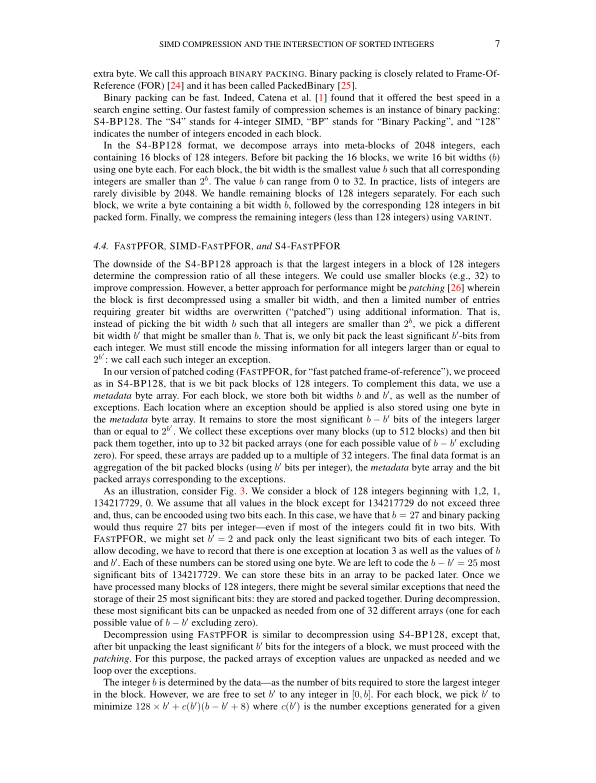 SIMD COMPRESSION AND THE INTERSECTION OF SORTED INTEGERS 7
extra byte. We call this approach BINARY PACKING. Binary packing is closely related to Frame-Of-
Reference (FOR) [24] and it has been called PackedBinary [25].
Binary packing can be fast. Indeed, Catena et al. [1] found that it offered the best speed in a
search engine setting. Our fastest family of compression schemes is an instance of binary packing:
S4-BP128. The “S4” stands for 4-integer SIMD, “BP” stands for “Binary Packing”, and “128”
indicates the number of integers encoded in each block.
In the S4-BP128 format, we decompose arrays into meta-blocks of 2048 integers, each
containing 16 blocks of 128 integers. Before bit packing the 16 blocks, we write 16 bit widths (b)
using one byte each. For each block, the bit width is the smallest value b such that all corresponding
integers are smaller than 2^b. The value b can range from 0 to 32. In practice, lists of integers are
rarely divisible by 2048. We handle remaining blocks of 128 integers separately. For each such
block, we write a byte containing a bit width b, followed by the corresponding 128 integers in bit
packed form. Finally, we compress the remaining integers (less than 128 integers) using VARINT.
4.4. FASTPFOR, SIMD-FASTPFOR, and S4-FASTPFOR
The downside of the S4-BP128 approach is that the largest integers in a block of 128 integers
determine the compression ratio of all these integers. We could use smaller blocks (e.g., 32) to
improve compression. However, a better approach for performance might be patching [26] wherein
the block is first decompressed using a smaller bit width, and then a limited number of entries
requiring greater bit widths are overwritten (“patched”) using additional information. That is,
instead of picking the bit width b such that all integers are smaller than 2^b, we pick a different
bit width b′ that might be smaller than b. That is, we only bit pack the least significant b′-bits from
each integer. We must still encode the missing information for all integers larger than or equal to
2^b′: we call each such integer an exception.
In our version of patched coding (FASTPFOR, for “fast patched frame-of-reference”), we proceed
as in S4-BP128, that is we bit pack blocks of 128 integers. To complement this data, we use a
metadata byte array. For each block, we store both bit widths b and b′, as well as the number of
exceptions. Each location where an exception should be applied is also stored using one byte in
the metadata byte array. It remains to store the most significant b − b′ bits of the integers larger
than or equal to 2^b′. We collect these exceptions over many blocks (up to 512 blocks) and then bit
pack them together, into up to 32 bit packed arrays (one for each possible value of b − b′ excluding
zero). For speed, these arrays are padded up to a multiple of 32 integers. The final data format is an
aggregation of the bit packed blocks (using b′ bits per integer), the metadata byte array and the bit
packed arrays corresponding to the exceptions.
As an illustration, consider Fig. 3. We consider a block of 128 integers beginning with 1,2, 1,
134217729, 0. We assume that all values in the block except for 134217729 do not exceed three
and, thus, can be encoded using two bits each. In this case, we have that b = 27 and binary packing
would thus require 27 bits per integer—even if most of the integers could fit in two bits. With
FASTPFOR, we might set b′ = 2 and pack only the least significant two bits of each integer. To
allow decoding, we have to record that there is one exception at location 3 as well as the values of b
and b′. Each of these numbers can be stored using one byte. We are left to code the b − b′ = 25 most
significant bits of 134217729. We can store these bits in an array to be packed later. Once we
have processed many blocks of 128 integers, there might be several similar exceptions that need the
storage of their 25 most significant bits: they are stored and packed together. During decompression,
these most significant bits can be unpacked as needed from one of 32 different arrays (one for each
possible value of b − b′ excluding zero).
Decompression using FASTPFOR is similar to decompression using S4-BP128, except that,
after bit unpacking the least significant b′ bits for the integers of a block, we must proceed with the
patching. For this purpose, the packed arrays of exception values are unpacked as needed and we
loop over the exceptions.
The integer b is determined by the data—as the number of bits required to store the largest integer
in the block. However, we are free to set b′ to any integer in [0, b]. For each block, we pick b′ to
minimize 128 × b′ + c(b′)(b − b′ + 8) where c(b′) is the number exceptions generated for a given